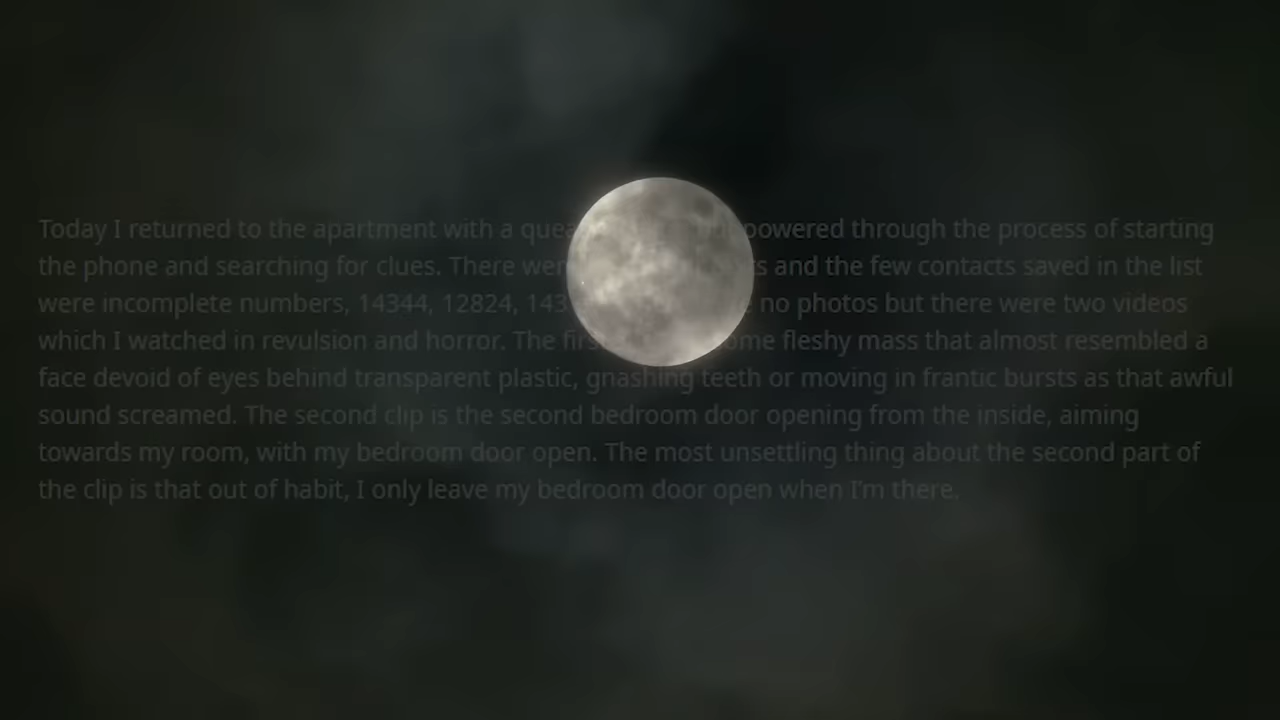 Today I returned to the apartment with a powered through the process of starting
the phone and searching for clues. There and the few contacts saved in the list
were incomplete numbers, 14344, 12824, no photos but there were two videos
which I watched in revulsion and horror. The fleshy mass that almost resembled a
face devoid of eyes behind transparent plastic, gnashing teeth or moving in frantic bursts as that awful
sound screamed. The second clip is the second bedroom door opening from the inside, aiming
towards my room, with my bedroom door open. The most unsettling thing about the second part of
the clip is that out of habit, I only leave my bedroom door open when I’m there.